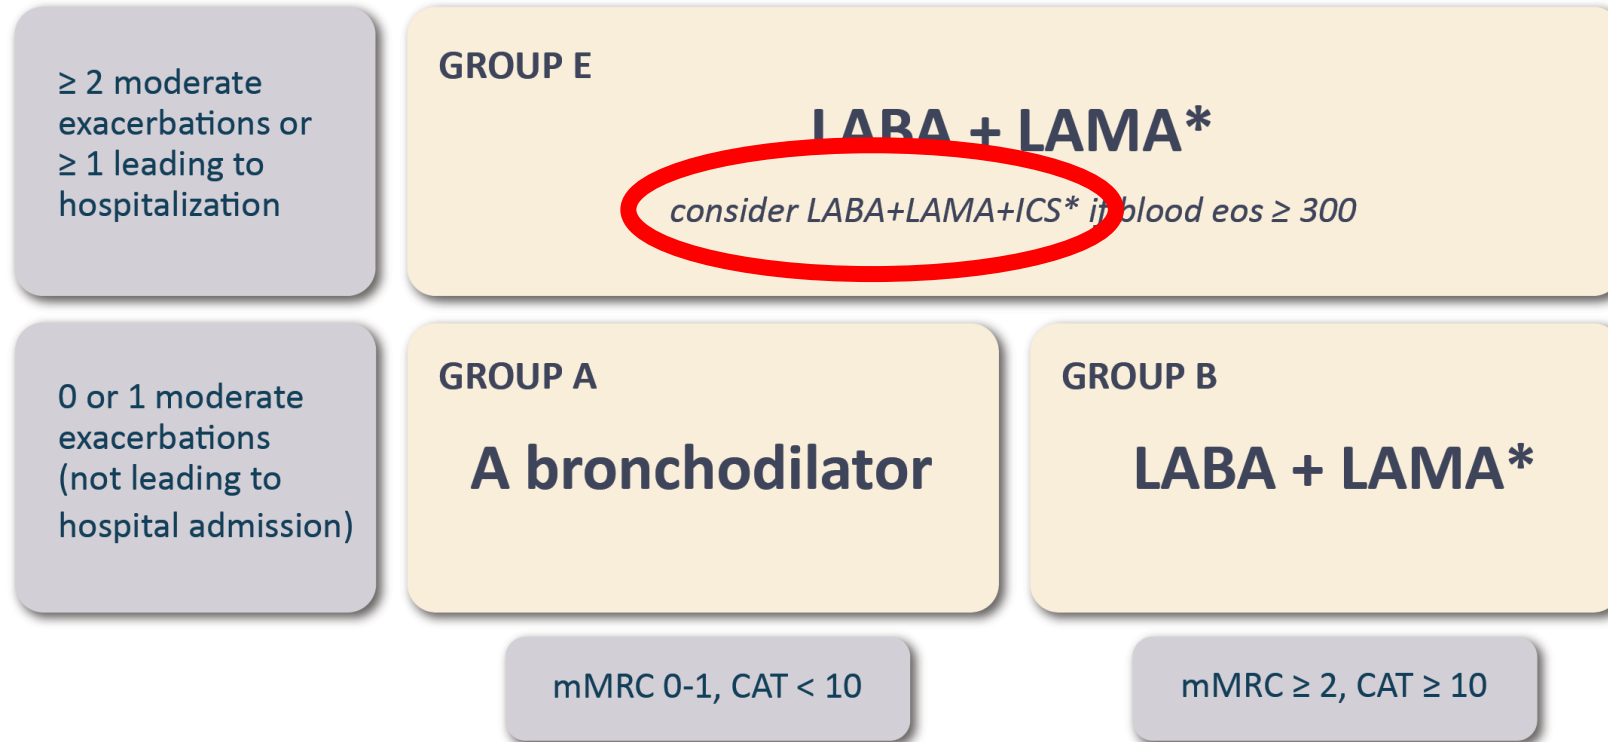 ≥ 2 moderate
exacerbations or
≥ 1 leading to
hospitalization
GROUP E
LABA + LAMA*
consider LABA+LAMA+ICS* if blood eos ≥ 300
0 or 1 moderate
exacerbations
(not leading to
hospital admission)
GROUP A
A bronchodilator
GROUP B
LABA + LAMA*
mMRC 0-1, CAT < 10
mMRC ≥ 2, CAT ≥ 10